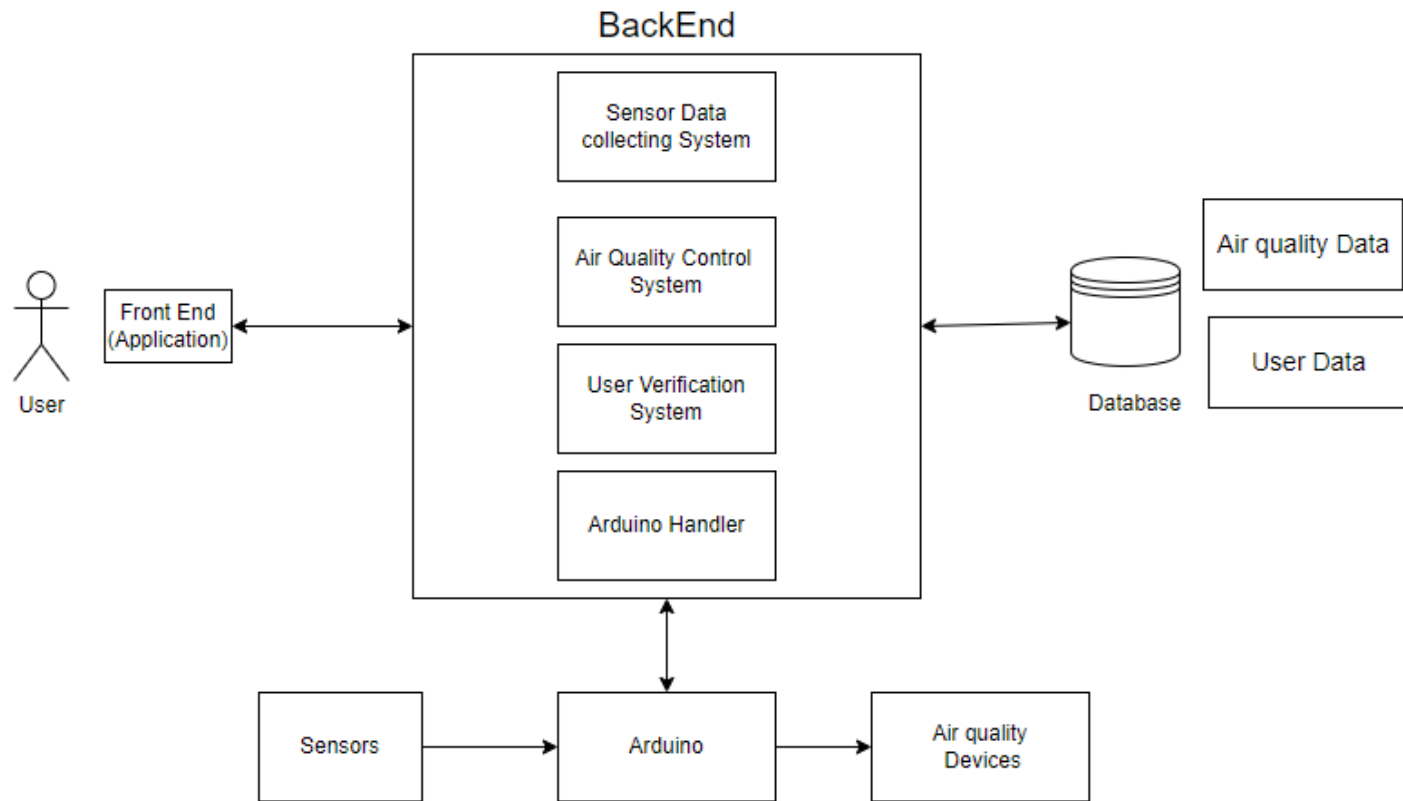 BackEnd
Sensor Data
collecting System
Air Quality Control
System
User Verification
System
Arduino Handler
Front End
(Application)
User
Database
Air quality Data
User Data
Sensors
Arduino
Air quality
Devices